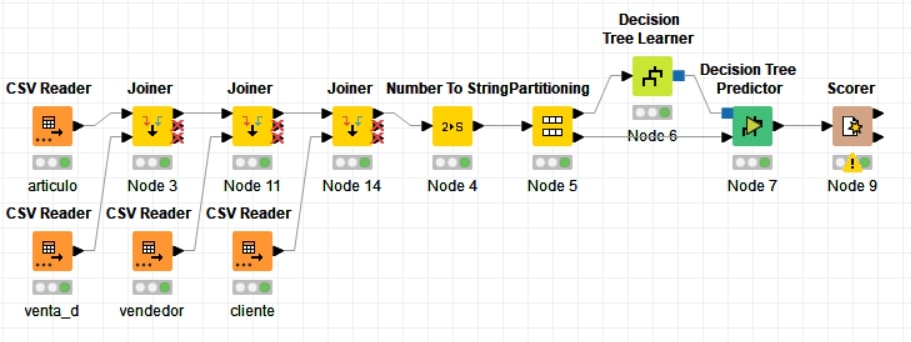 Decision
Tree Learner
CSV Reader Joiner Joiner Joiner Number To String Partitioning Decision Tree
Predictor Scorer
2▸S
Node 6
articulo Node 3 Node 11 Node 14 Node 4 Node 5 Node 7 Node 9
CSV Reader CSV Reader CSV Reader
venta_d vendedor cliente